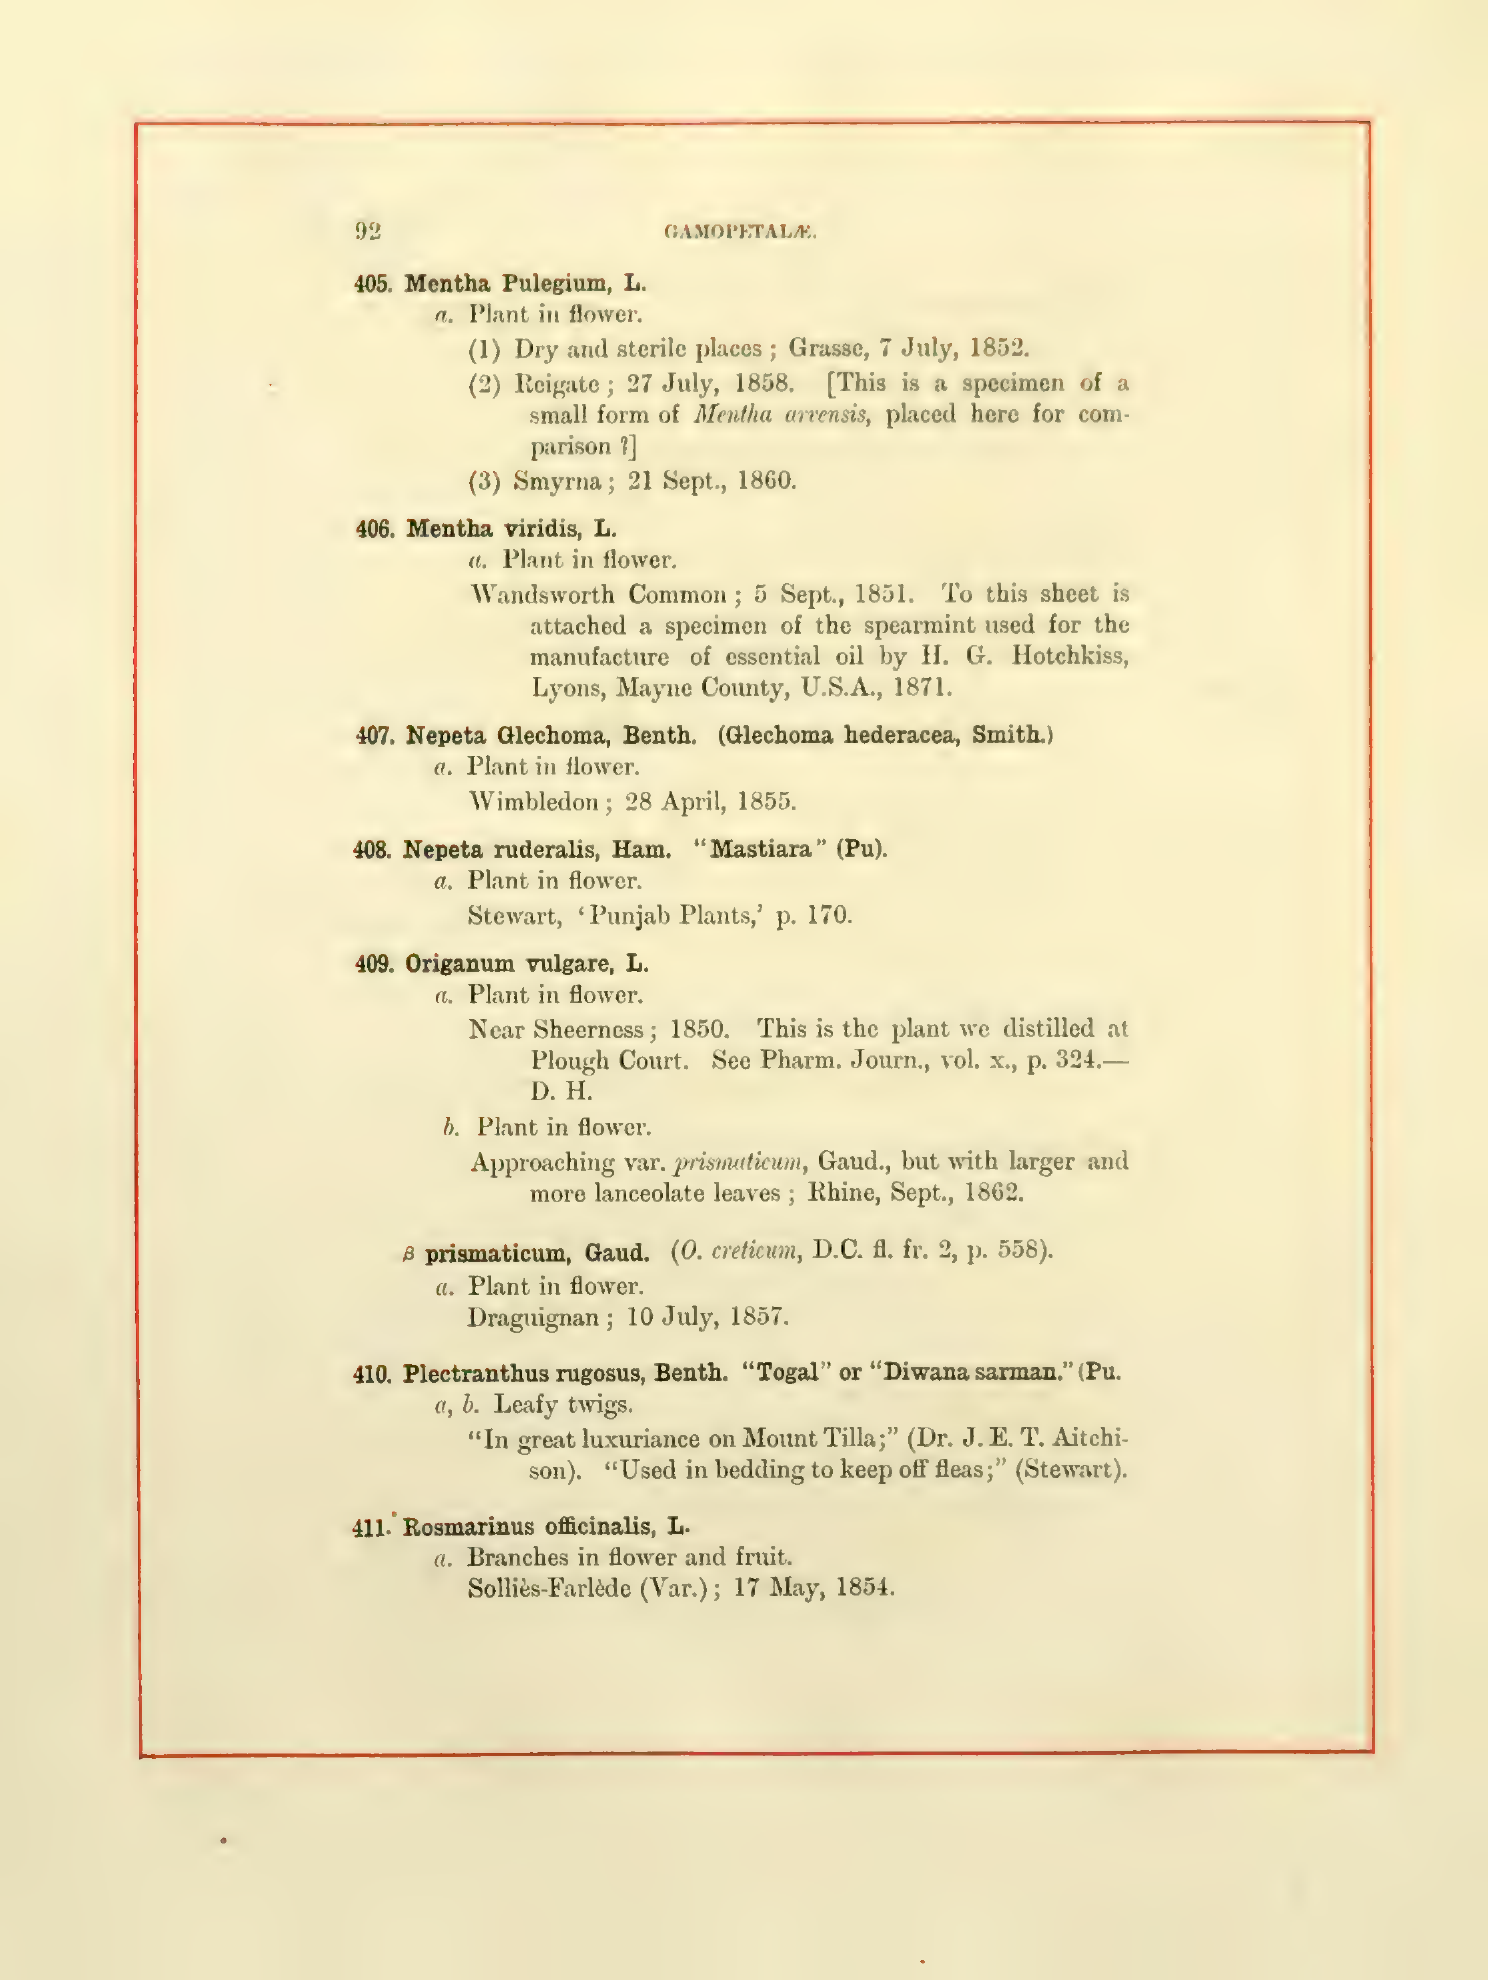 92 GAMOPETALÆ.
405. Mentha Pulegium, L.
a. Plant in flower.
(1) Dry and sterile places ; Grasse, 7 July, 1852.
(2) Reigate ; 27 July, 1858. [This is a specimen of a
small form of Mentha arvensis, placed here for com-
parison ?]
(3) Smyrna ; 21 Sept., 1860.
406. Mentha viridis, L.
a. Plant in flower.
Wandsworth Common ; 5 Sept., 1851. To this sheet is
attached a specimen of the spearmint used for the
manufacture of essential oil by H. G. Hotchkiss,
Lyons, Mayne County, U.S.A., 1871.
407. Nepeta Glechoma, Benth. (Glechoma hederacea, Smith.)
a. Plant in flower.
Wimbledon ; 28 April, 1855.
408. Nepeta ruderalis, Ham. “Mastiara” (Pu).
a. Plant in flower.
Stewart, ‘Punjab Plants,’ p. 170.
409. Origanum vulgare, L.
a. Plant in flower.
Near Sheerness ; 1850. This is the plant we distilled at
Plough Court. See Pharm. Journ., vol. x., p. 324.—
D. H.
b. Plant in flower.
Approaching var. prismaticum, Gaud., but with larger and
more lanceolate leaves ; Rhine, Sept., 1862.
β prismaticum, Gaud. (O. creticum, D.C. fl. fr. 2, p. 558).
a. Plant in flower.
Draguignan ; 10 July, 1857.
410. Plectranthus rugosus, Benth. “Togal” or “Diwana sarman.” (Pu.
a, b. Leafy twigs.
“In great luxuriance on Mount Tilla;” (Dr. J. E. T. Aitchi-
son). “Used in bedding to keep off fleas;” (Stewart).
411. Rosmarinus officinalis, L.
a. Branches in flower and fruit.
Solliès-Farlède (Var.) ; 17 May, 1854.